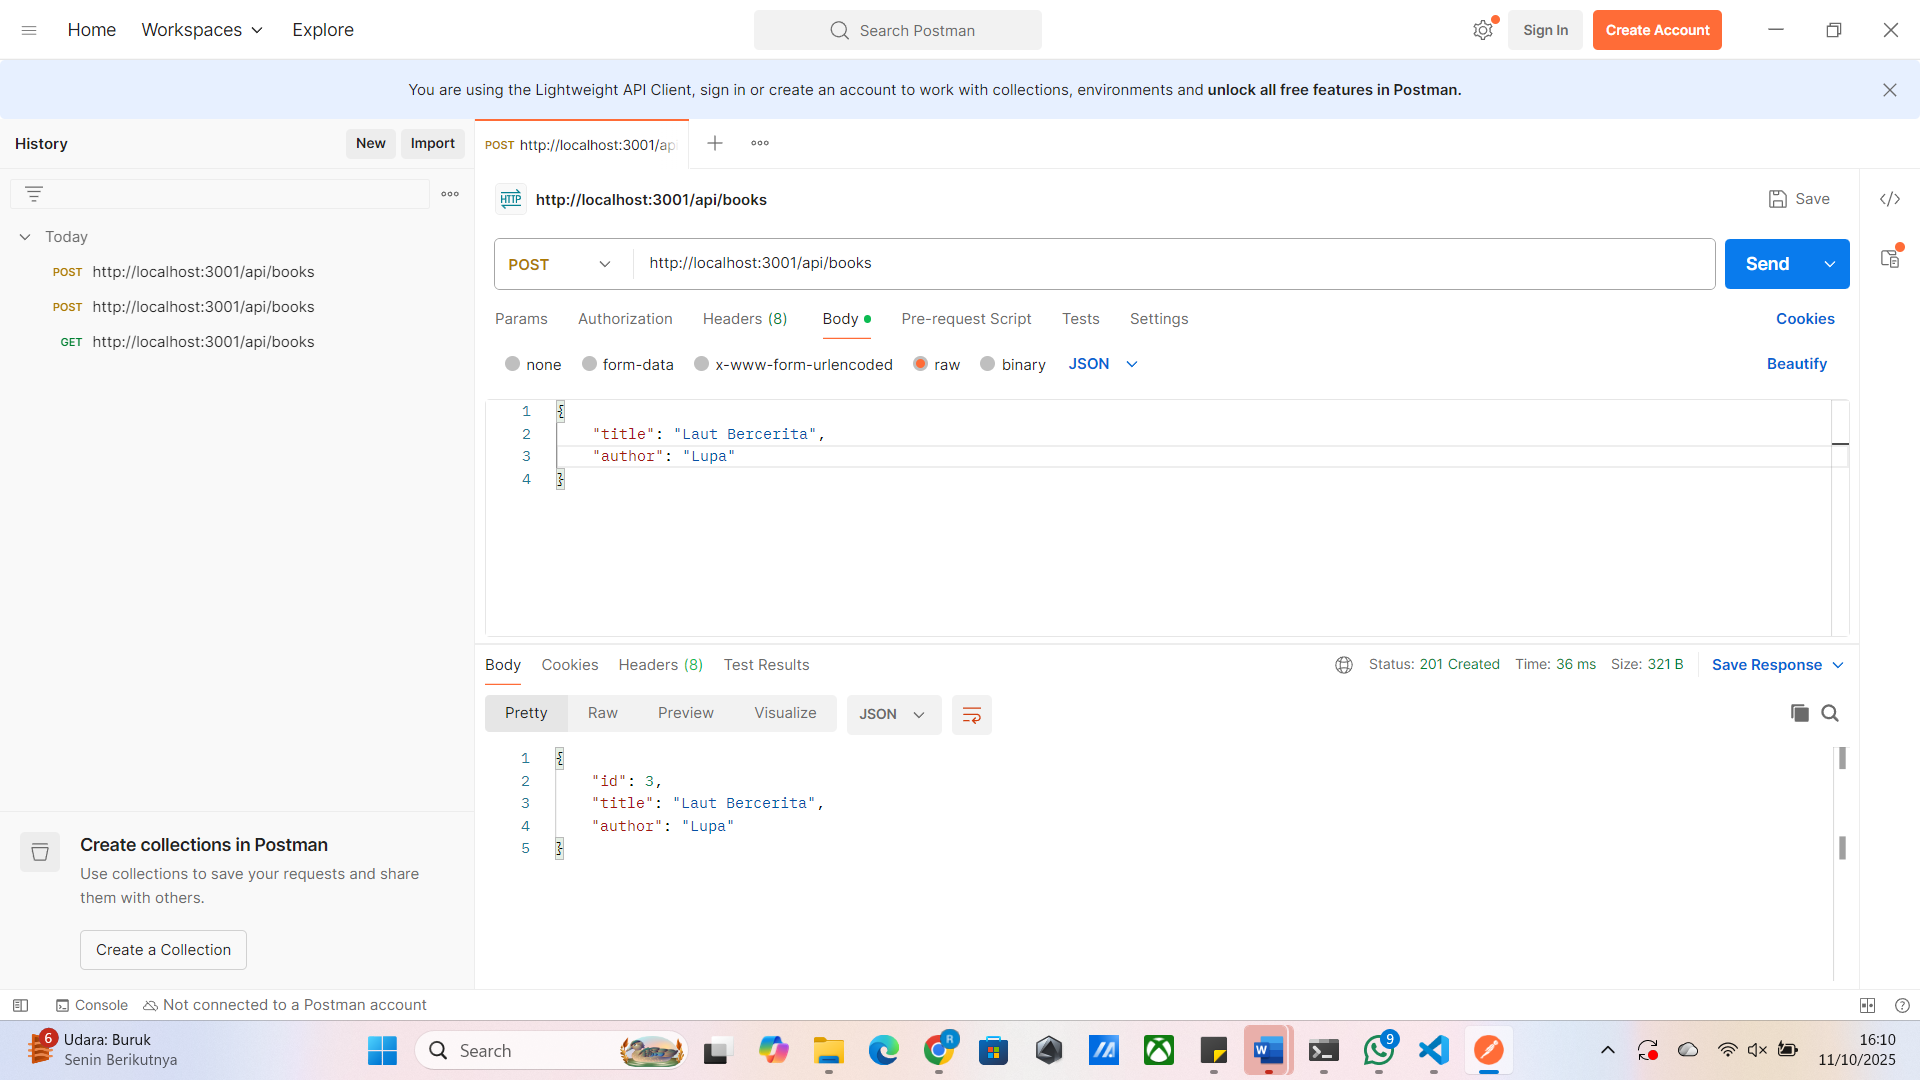 Home Workspaces Explore Search Postman Sign In Create Account
You are using the Lightweight API Client, sign in or create an account to work with collections, environments and unlock all free features in Postman.
History New Import
Today
POST http://localhost:3001/api/books
POST http://localhost:3001/api/books
GET http://localhost:3001/api/books
Create collections in Postman
Use collections to save your requests and share
them with others.
Create a Collection
POST http://localhost:3001/ap
HTTP http://localhost:3001/api/books Save
POST http://localhost:3001/api/books Send
Params Authorization Headers (8) Body Pre-request Script Tests Settings Cookies
none form-data x-www-form-urlencoded raw binary JSON Beautify
1 {
2 "title": "Laut Bercerita",
3 "author": "Lupa"
4 }
Body Cookies Headers (8) Test Results Status: 201 Created Time: 36 ms Size: 321 B Save Response
Pretty Raw Preview Visualize JSON
1 {
2 "id": 3,
3 "title": "Laut Bercerita",
4 "author": "Lupa"
5 }
Console Not connected to a Postman account
6 Udara: Buruk
Senin Berikutnya
Search
R
W
9
16:10
11/10/2025